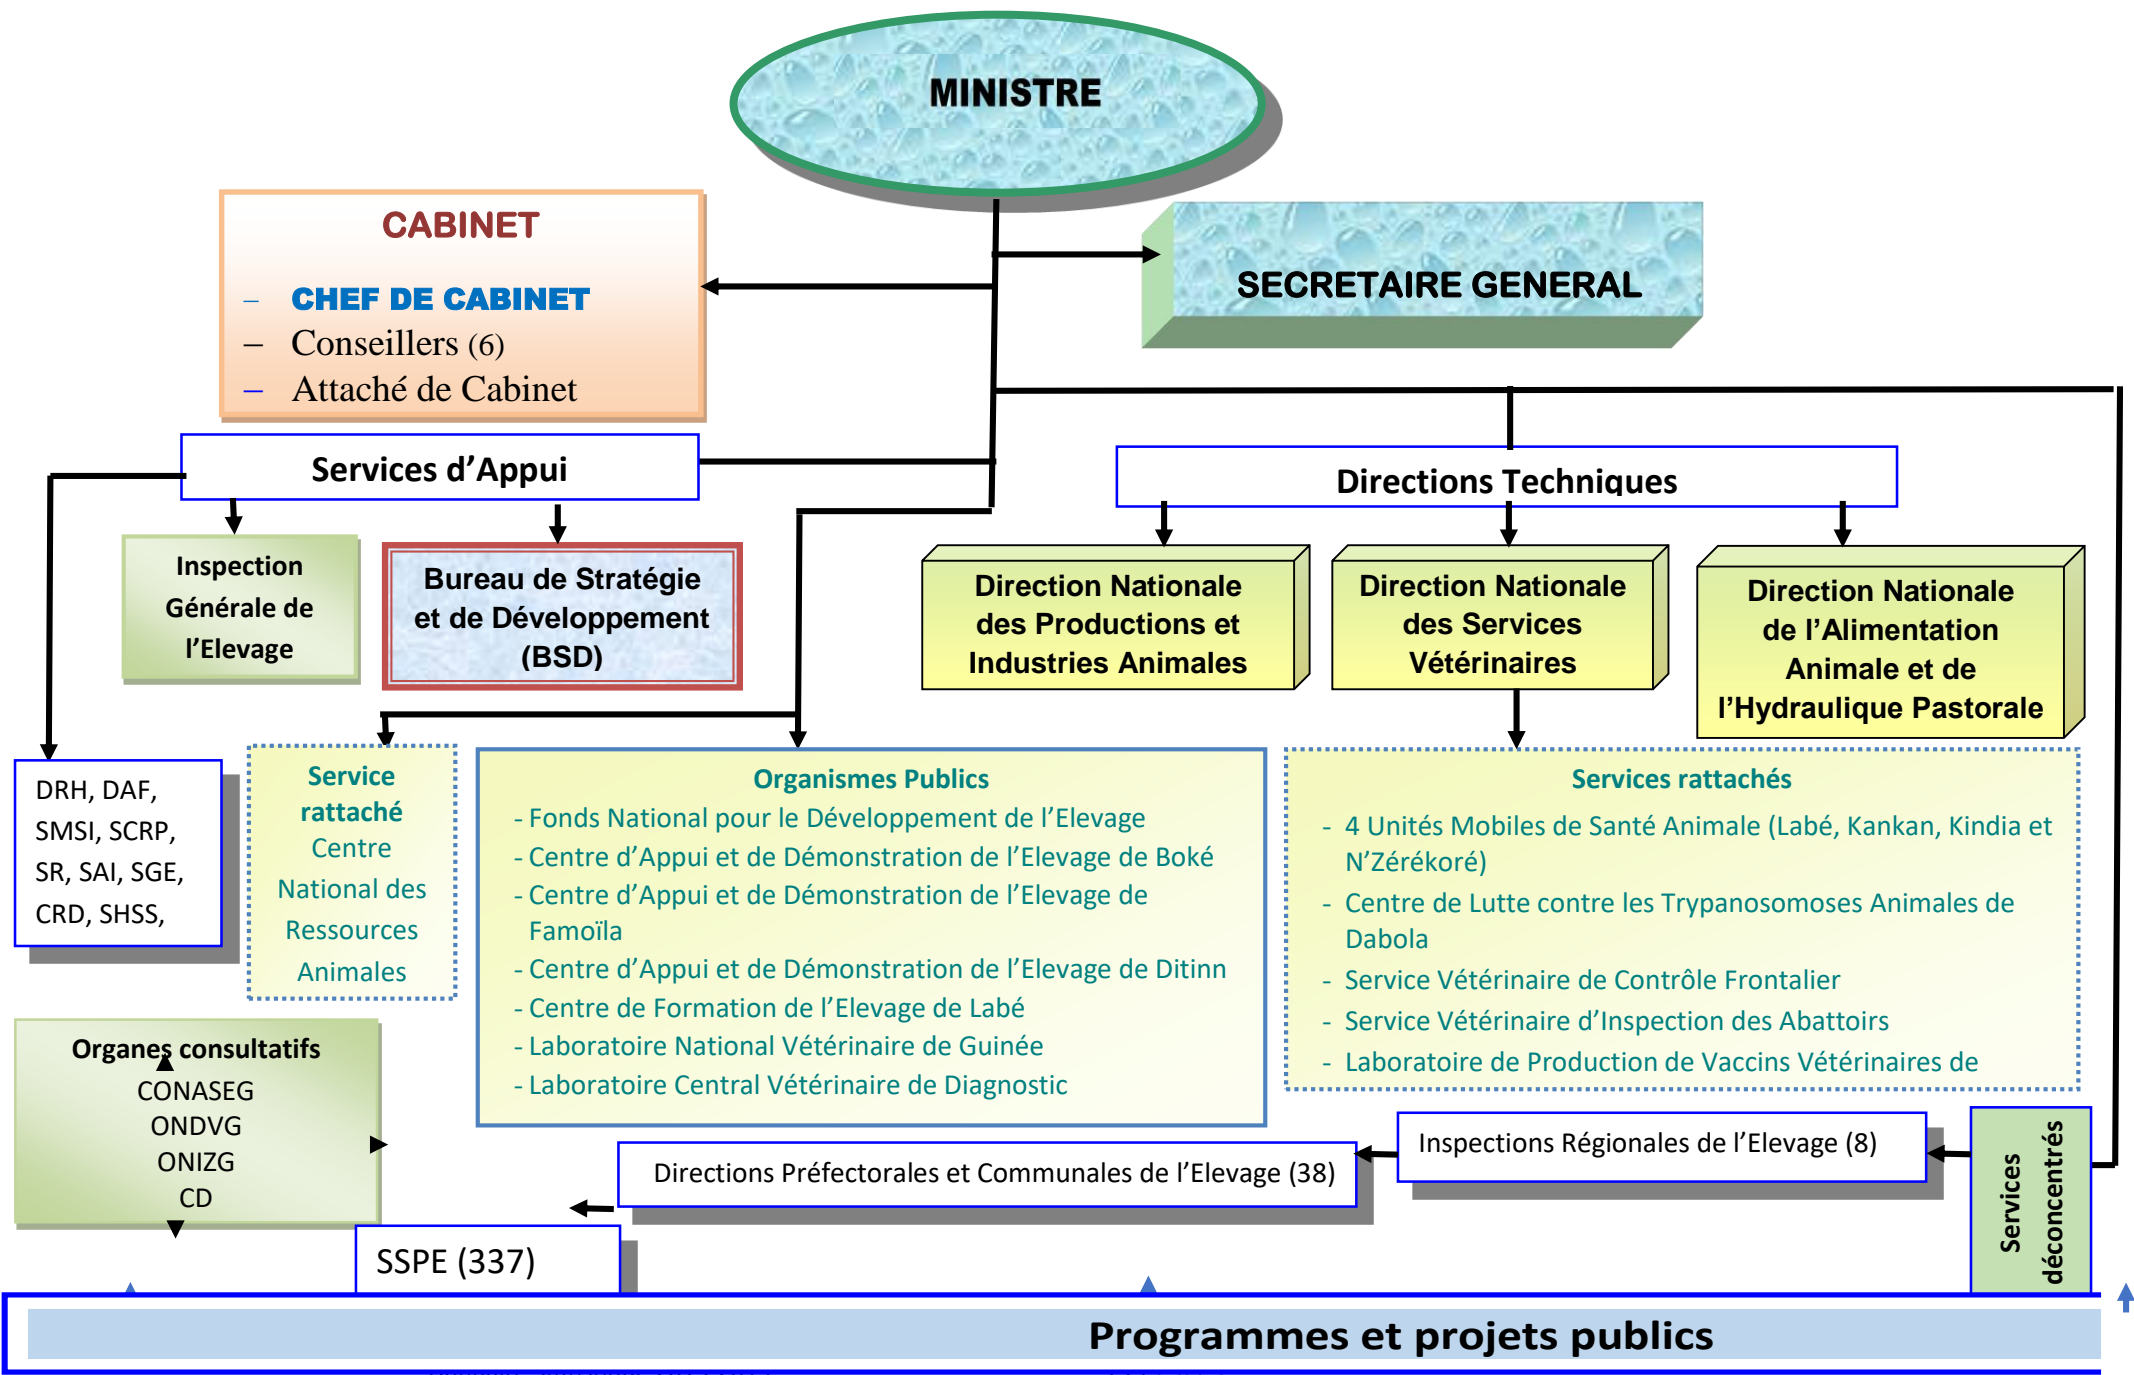 MINISTRE
CABINET
– CHEF DE CABINET
– Conseillers (6)
– Attaché de Cabinet
SECRETAIRE GENERAL
Services d’Appui
Directions Techniques
Inspection
Générale de
l’Elevage
Bureau de Stratégie
et de Développement
(BSD)
Direction Nationale
des Productions et
Industries Animales
Direction Nationale
des Services
Vétérinaires
Direction Nationale
de l’Alimentation
Animale et de
l’Hydraulique Pastorale
DRH, DAF,
SMSI, SCRP,
SR, SAI, SGE,
CRD, SHSS,
Service
rattaché
Centre
National des
Ressources
Animales
Organismes Publics
- Fonds National pour le Développement de l’Elevage
- Centre d’Appui et de Démonstration de l’Elevage de Boké
- Centre d’Appui et de Démonstration de l’Elevage de
Famoïla
- Centre d’Appui et de Démonstration de l’Elevage de Ditinn
- Centre de Formation de l’Elevage de Labé
- Laboratoire National Vétérinaire de Guinée
- Laboratoire Central Vétérinaire de Diagnostic
Services rattachés
- 4 Unités Mobiles de Santé Animale (Labé, Kankan, Kindia et
N’Zérékoré)
- Centre de Lutte contre les Trypanosomoses Animales de
Dabola
- Service Vétérinaire de Contrôle Frontalier
- Service Vétérinaire d’Inspection des Abattoirs
- Laboratoire de Production de Vaccins Vétérinaires de
Organes consultatifs
CONASEG
ONDVG
ONIZG
CD
Inspections Régionales de l’Elevage (8)
Directions Préfectorales et Communales de l’Elevage (38)
SSPE (337)
Services
déconcentrés
Programmes et projets publics